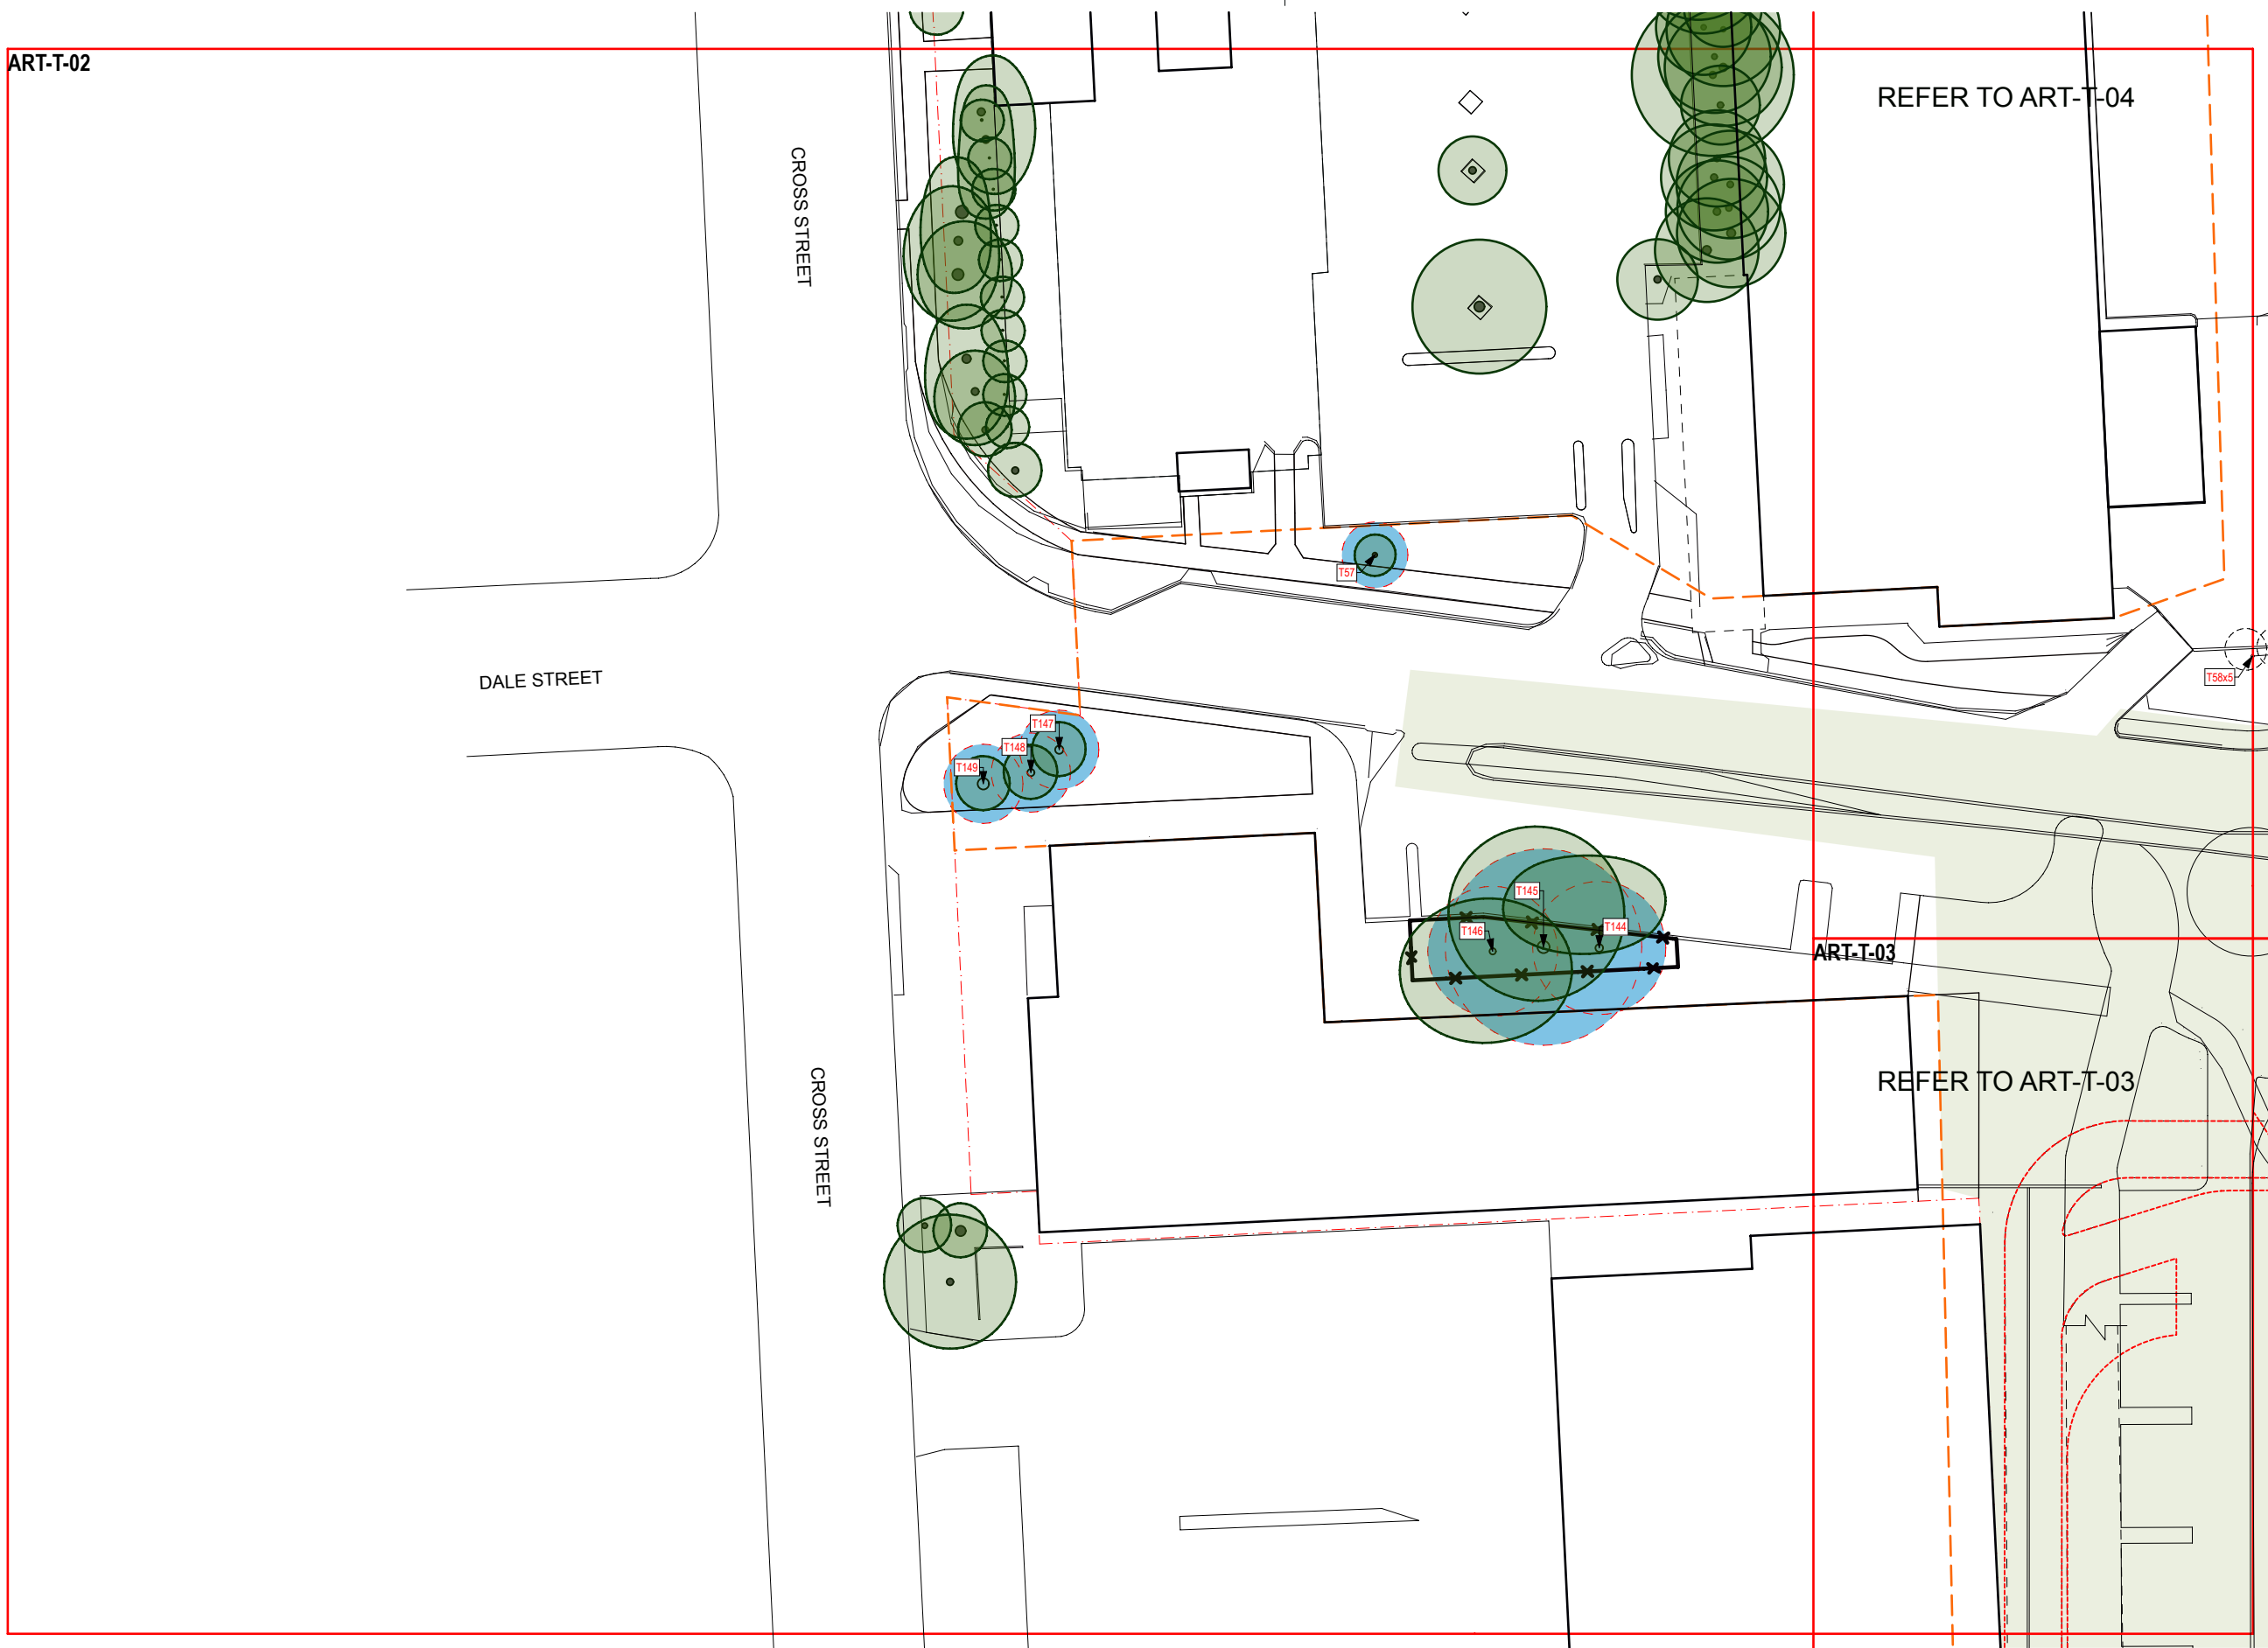 ART-T-02
REFER TO ART-T-04
CROSS STREET
T57
DALE STREET
T58x5
T147
T148
T149
T145
T146
T144
ART-T-03
REFER TO ART-T-03
CROSS STREET